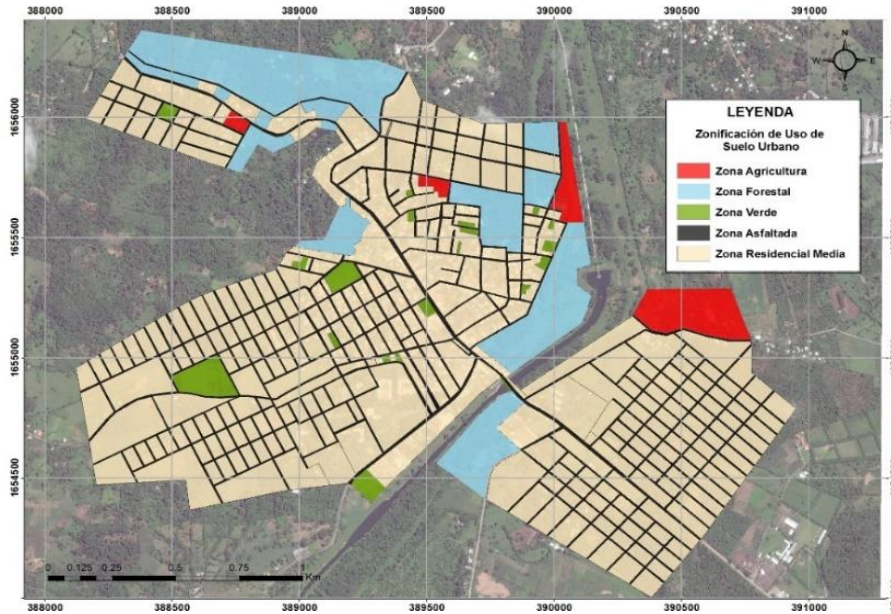 388000 388500 389000 389500 390000 390500 391000
N
W E
S
LEYENDA
Zonificación de Uso de
Suelo Urbano
Zona Agricultura
Zona Forestal
Zona Verde
Zona Asfaltada
Zona Residencial Media
1656000
1655500
1655000
1654500
0 0.125 0.25 0.5 0.75 1
Km
388000 388500 389000 389500 390000 390500 391000